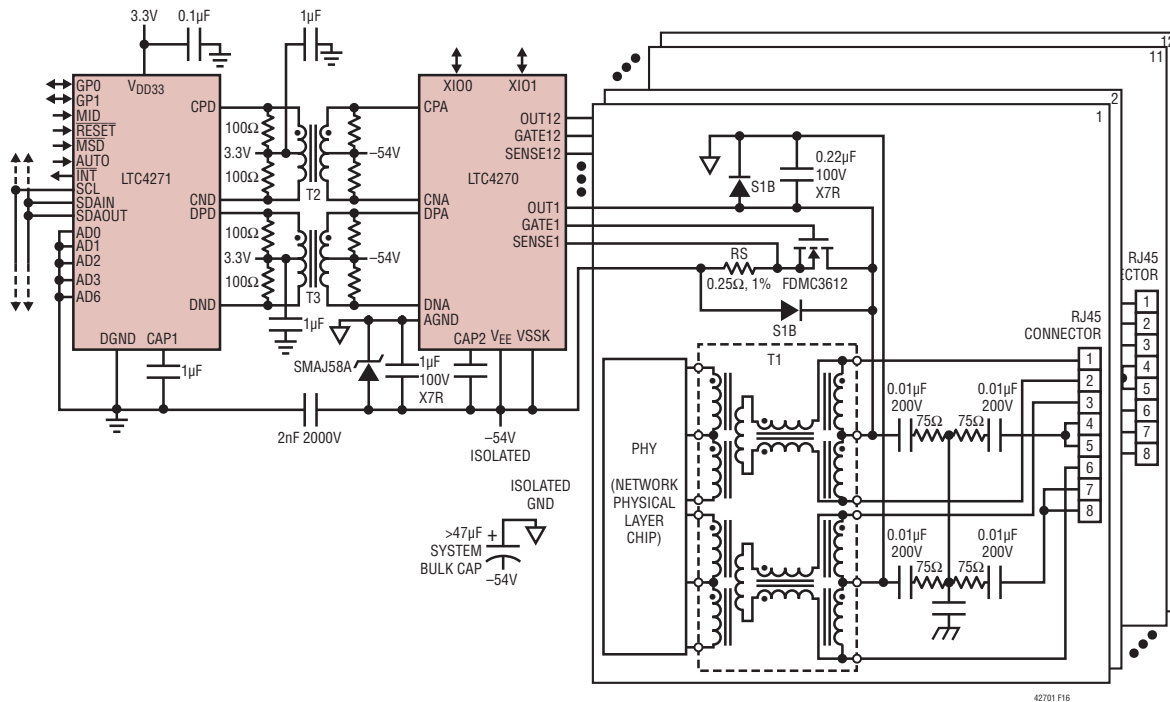 3.3V
0.1µF
1µF
VDD33
GP0
GP1
MID
RESET
MSD
AUTO
INT
SCL
SDAIN
SDAOUT
AD0
AD1
AD2
AD3
AD6
LTC4271
CPD
CND
DPD
DND
DGND
CAP1
1µF
100Ω
3.3V
100Ω
T2
–54V
100Ω
3.3V
100Ω
T3
–54V
1µF
XIO0
XIO1
CPA
LTC4270
CNA
DPA
DNA
AGND
CAP2
VEE
VSSK
OUT12
GATE12
SENSE12
OUT1
GATE1
SENSE1
SMAJ58A
1µF
100V
X7R
2nF 2000V
–54V
ISOLATED
ISOLATED
GND
>47µF
SYSTEM
BULK CAP
+
–54V
12
11
2
1
S1B
0.22µF
100V
X7R
RS
0.25Ω, 1%
FDMC3612
S1B
T1
PHY
(NETWORK
PHYSICAL
LAYER
CHIP)
0.01µF
200V
75Ω
75Ω
0.01µF
200V
0.01µF
200V
75Ω
75Ω
0.01µF
200V
RJ45
CONNECTOR
1
2
3
4
5
6
7
8
RJ45
CTOR
1
2
3
4
5
6
7
8
42701 F16